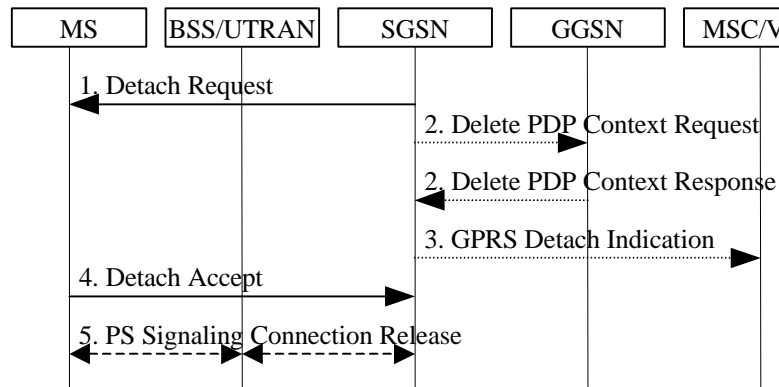 MS BSS/UTRAN SGSN GGSN MSC/V
1. Detach Request
2. Delete PDP Context Request
2. Delete PDP Context Response
3. GPRS Detach Indication
4. Detach Accept
5. PS Signaling Connection Release